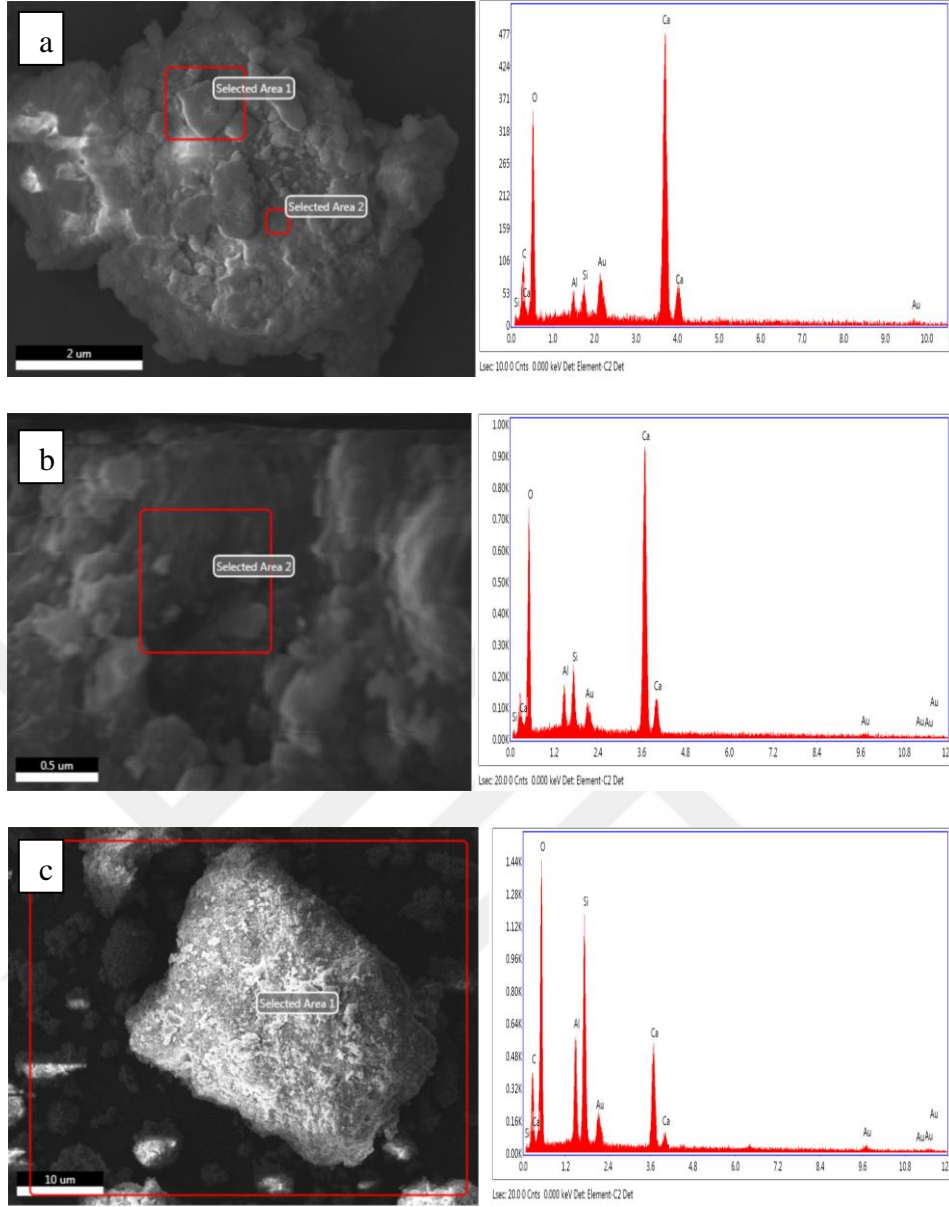 a
Selected Area 1
Selected Area 2
2 um
477
424
371
318
265
212
159
106
53
0
Ca
O
C
Ca
Si
Al
Si
Au
Ca
Au
1.0 2.0 3.0 4.0 5.0 6.0 7.0 8.0 9.0 10.0
Lsec: 10.0 0 Cnts 0.000 keV Det: Element-C2 Det
b
Selected Area 2
0.5 um
1.00K
0.90K
0.80K
0.70K
0.60K
0.50K
0.40K
0.30K
0.20K
0.10K
0.00K
Ca
O
Si
Al
Au
Ca
Ca
Si
Au
Au
Au Au
0.0 1.2 2.4 3.6 4.8 6.0 7.2 8.4 9.6 10.8 12
Lsec: 20.0 0 Cnts 0.000 keV Det: Element-C2 Det
c
Selected Area 1
10 um
1.44K
1.28K
1.12K
0.96K
0.80K
0.64K
0.48K
0.32K
0.16K
0.00K
O
Si
Al
Ca
C
Au
Ca
Ca
Si
Au
Au
Au Au
0.0 1.2 2.4 3.6 4.8 6.0 7.2 8.4 9.6 10.8 12
Lsec: 20.0 0 Cnts 0.000 keV Det: Element-C2 Det